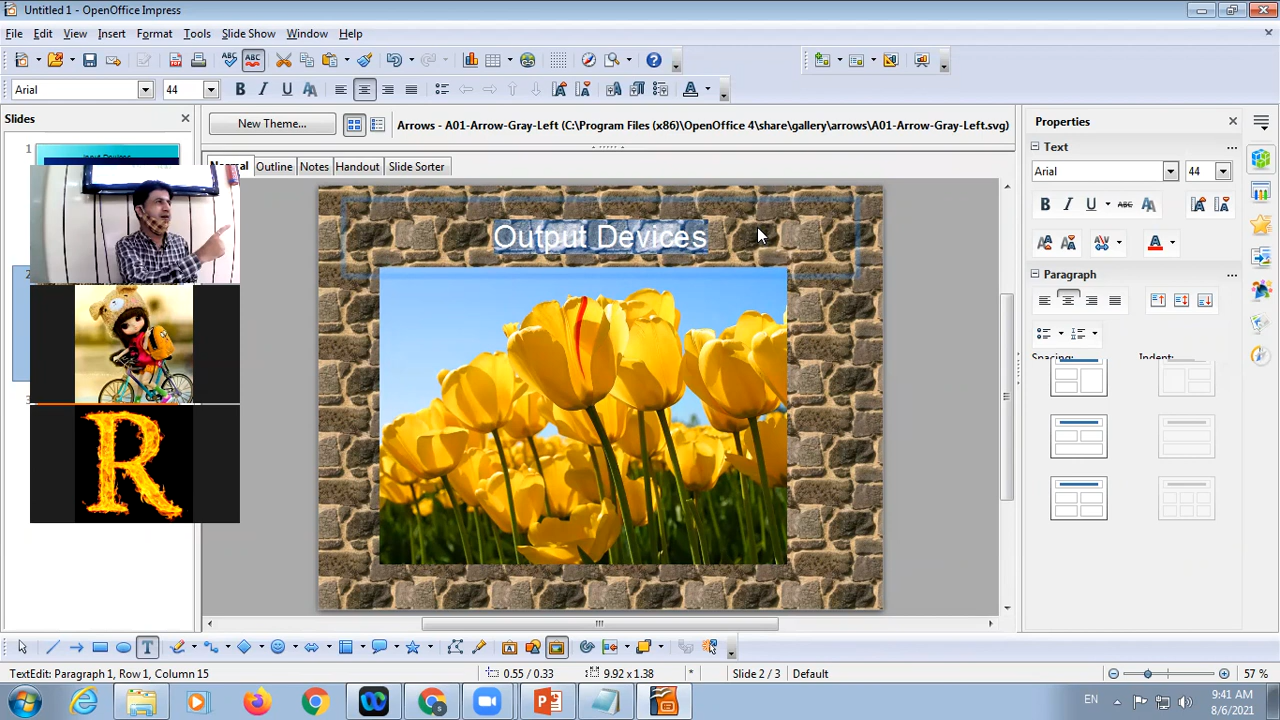 Untitled 1 - OpenOffice Impress
File Edit View Insert Format Tools Slide Show Window Help
Arial 44
Slides
New Theme...
Arrows - A01-Arrow-Gray-Left (C:\Program Files (x86)\OpenOffice 4\share\gallery\arrows\A01-Arrow-Gray-Left.svg)
Normal Outline Notes Handout Slide Sorter
1
Input Devices
2
Output Devices
R
Properties
Text
Arial 44
Paragraph
Spacing: Indent:
TextEdit: Paragraph 1, Row 1, Column 15
0.55 / 0.33
9.92 x 1.38
*
Slide 2 / 3
Default
57 %
EN
9:41 AM
8/6/2021